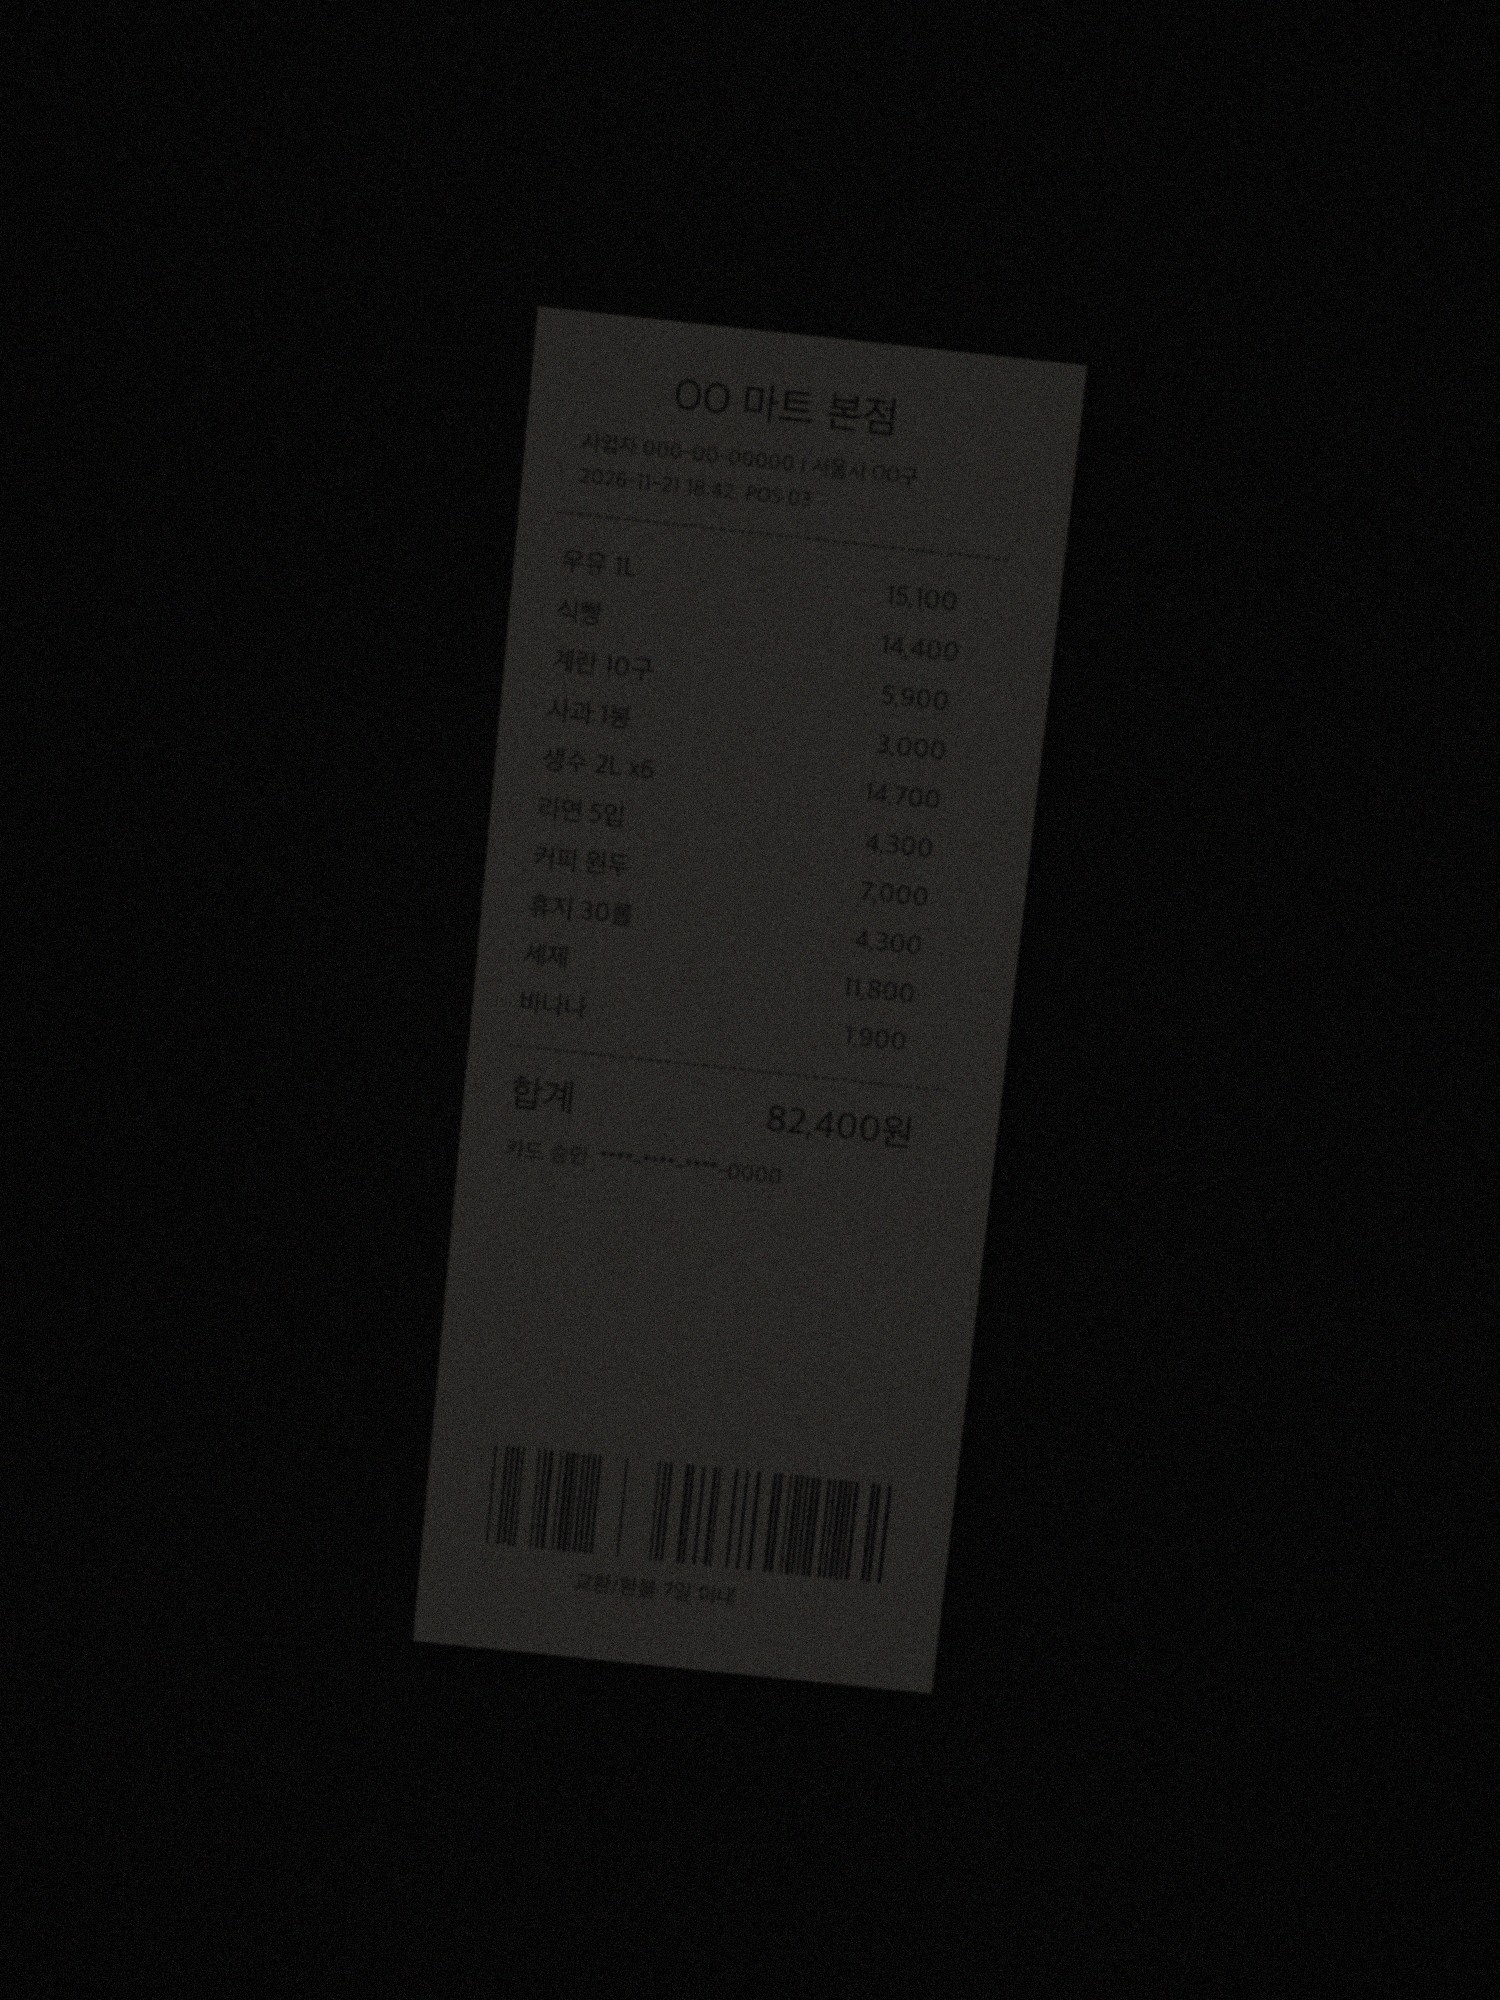 OO 마트 본점
사업자 000-00-00000 / 서울시 OO구
2026-11-21 18:42 POS 03
우유 1L 15,100
식빵 14,400
계란 10구 5,900
사과 1봉 3,000
생수 2L x6 14,700
라면 5입 4,300
커피 원두 7,000
휴지 30롤 4,300
세제 11,800
바나나 1,900
합계 82,400원
카드 승인 ****-****-****-0000
교환/환불 7일 이내